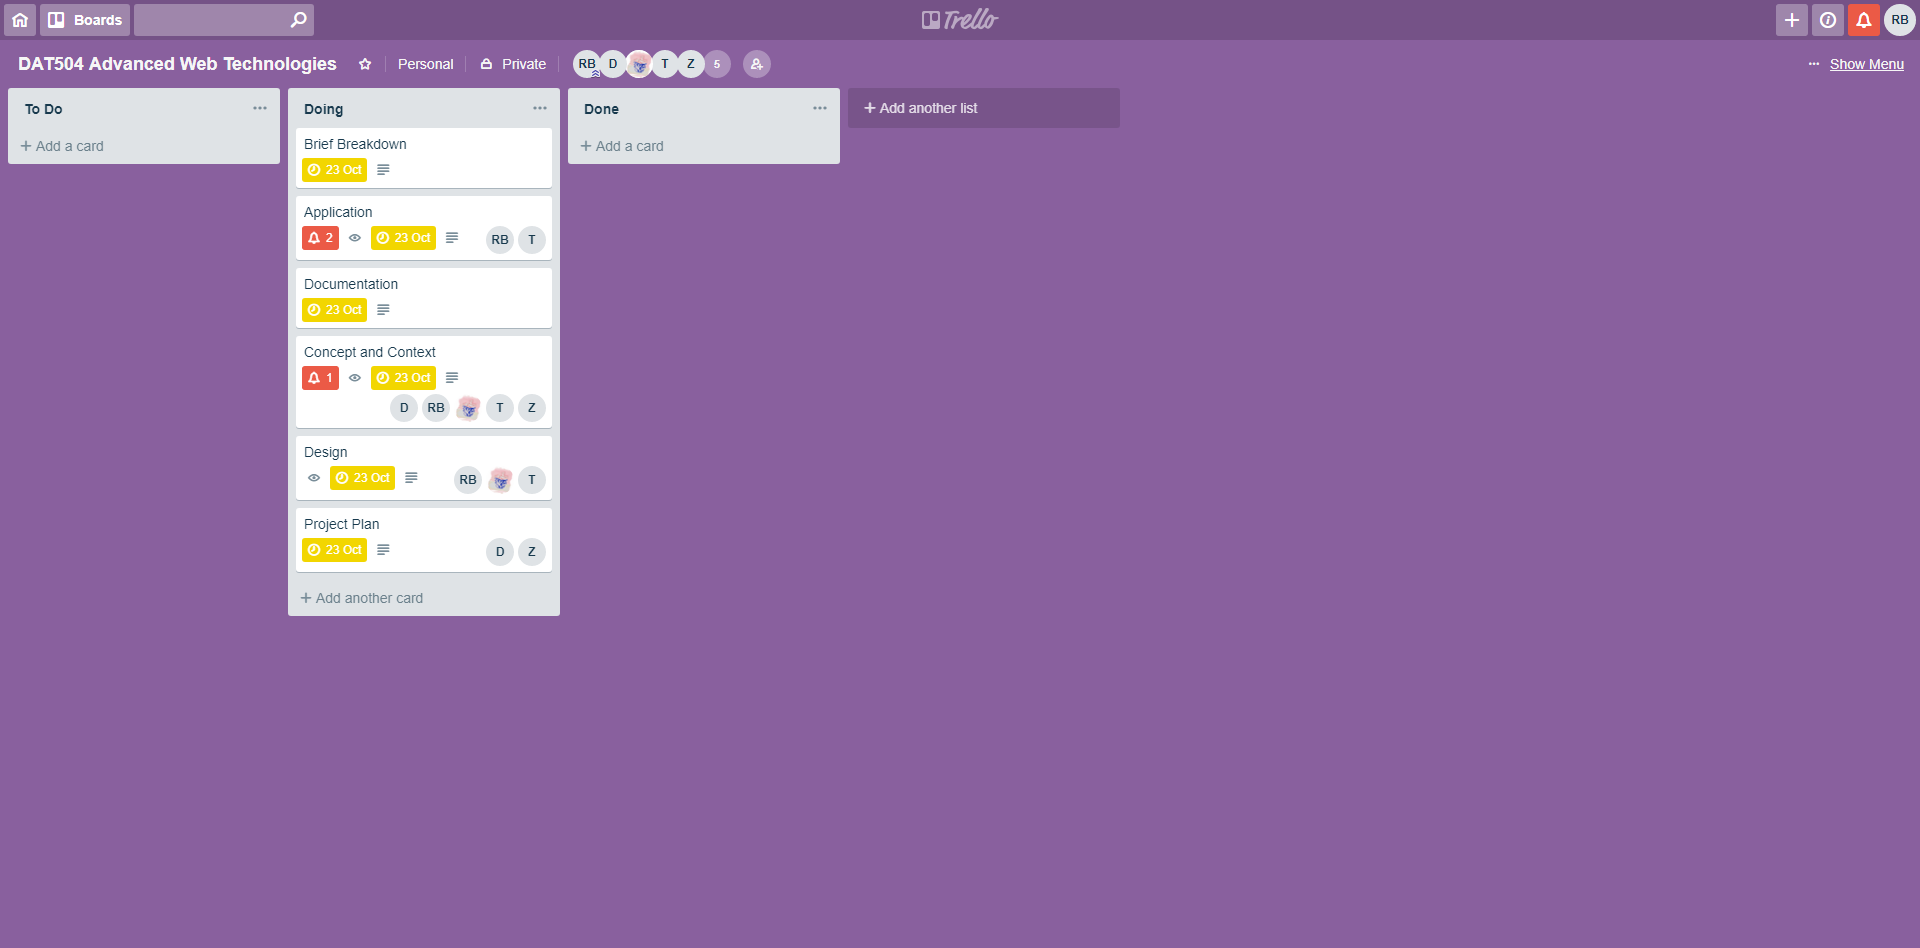 Boards
Trello
RB
DAT504 Advanced Web Technologies
Personal
Private
RB D T Z 5
Show Menu
To Do
+ Add a card
Doing
Brief Breakdown
23 Oct
Application
2 23 Oct RB T
Documentation
23 Oct
Concept and Context
1 23 Oct
D RB T Z
Design
23 Oct RB T
Project Plan
23 Oct D Z
+ Add another card
Done
+ Add a card
+ Add another list